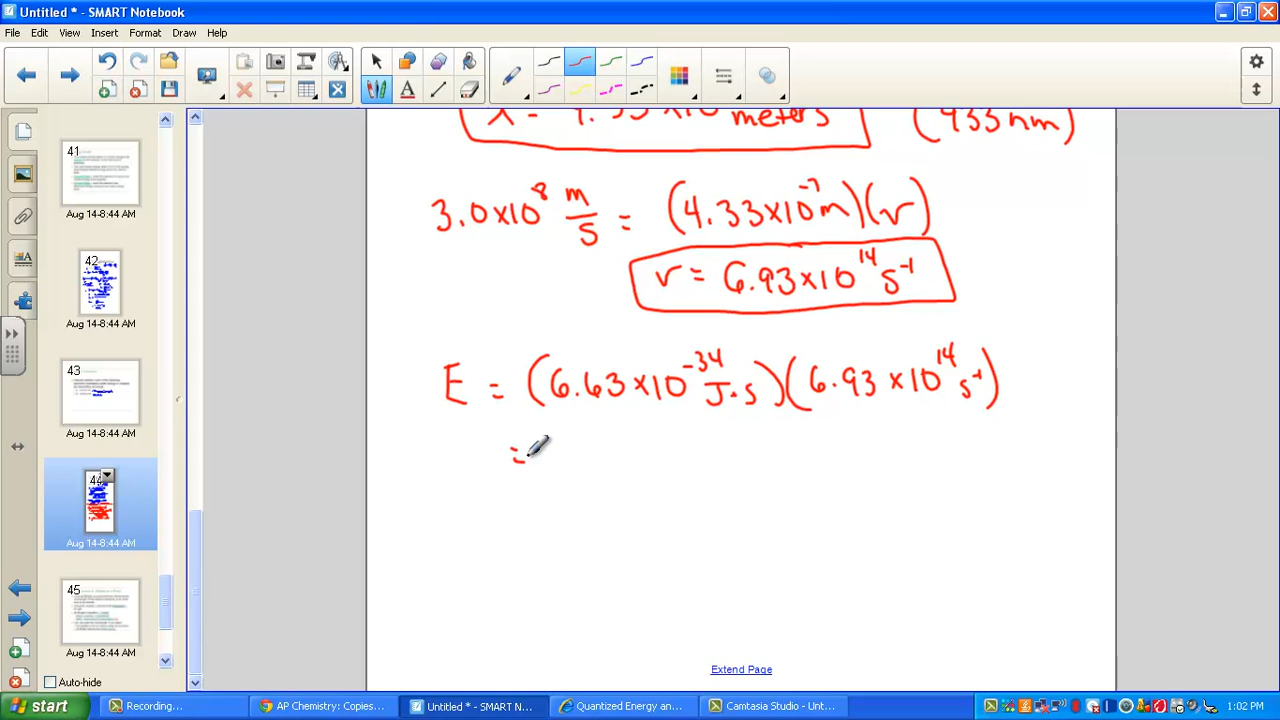 Untitled * - SMART Notebook
File Edit View Insert Format Draw Help
meters
3.0x10⁸ m/s = (4.33x10⁻⁷m)(ν)
ν = 6.93x10¹⁴ s⁻¹
E = (6.63x10⁻³⁴ J·s)(6.93x10¹⁴ s⁻¹)
=
Extend Page
41
Aug 14-8:44 AM
42
Aug 14-8:44 AM
43
Aug 14-8:44 AM
44
Aug 14-8:44 AM
45
Aug 14-8:44 AM
Auto-hide
start
Recording...
AP Chemistry: Copies...
Untitled * - SMART N...
Quantized Energy an...
Camtasia Studio - Unt...
1:02 PM